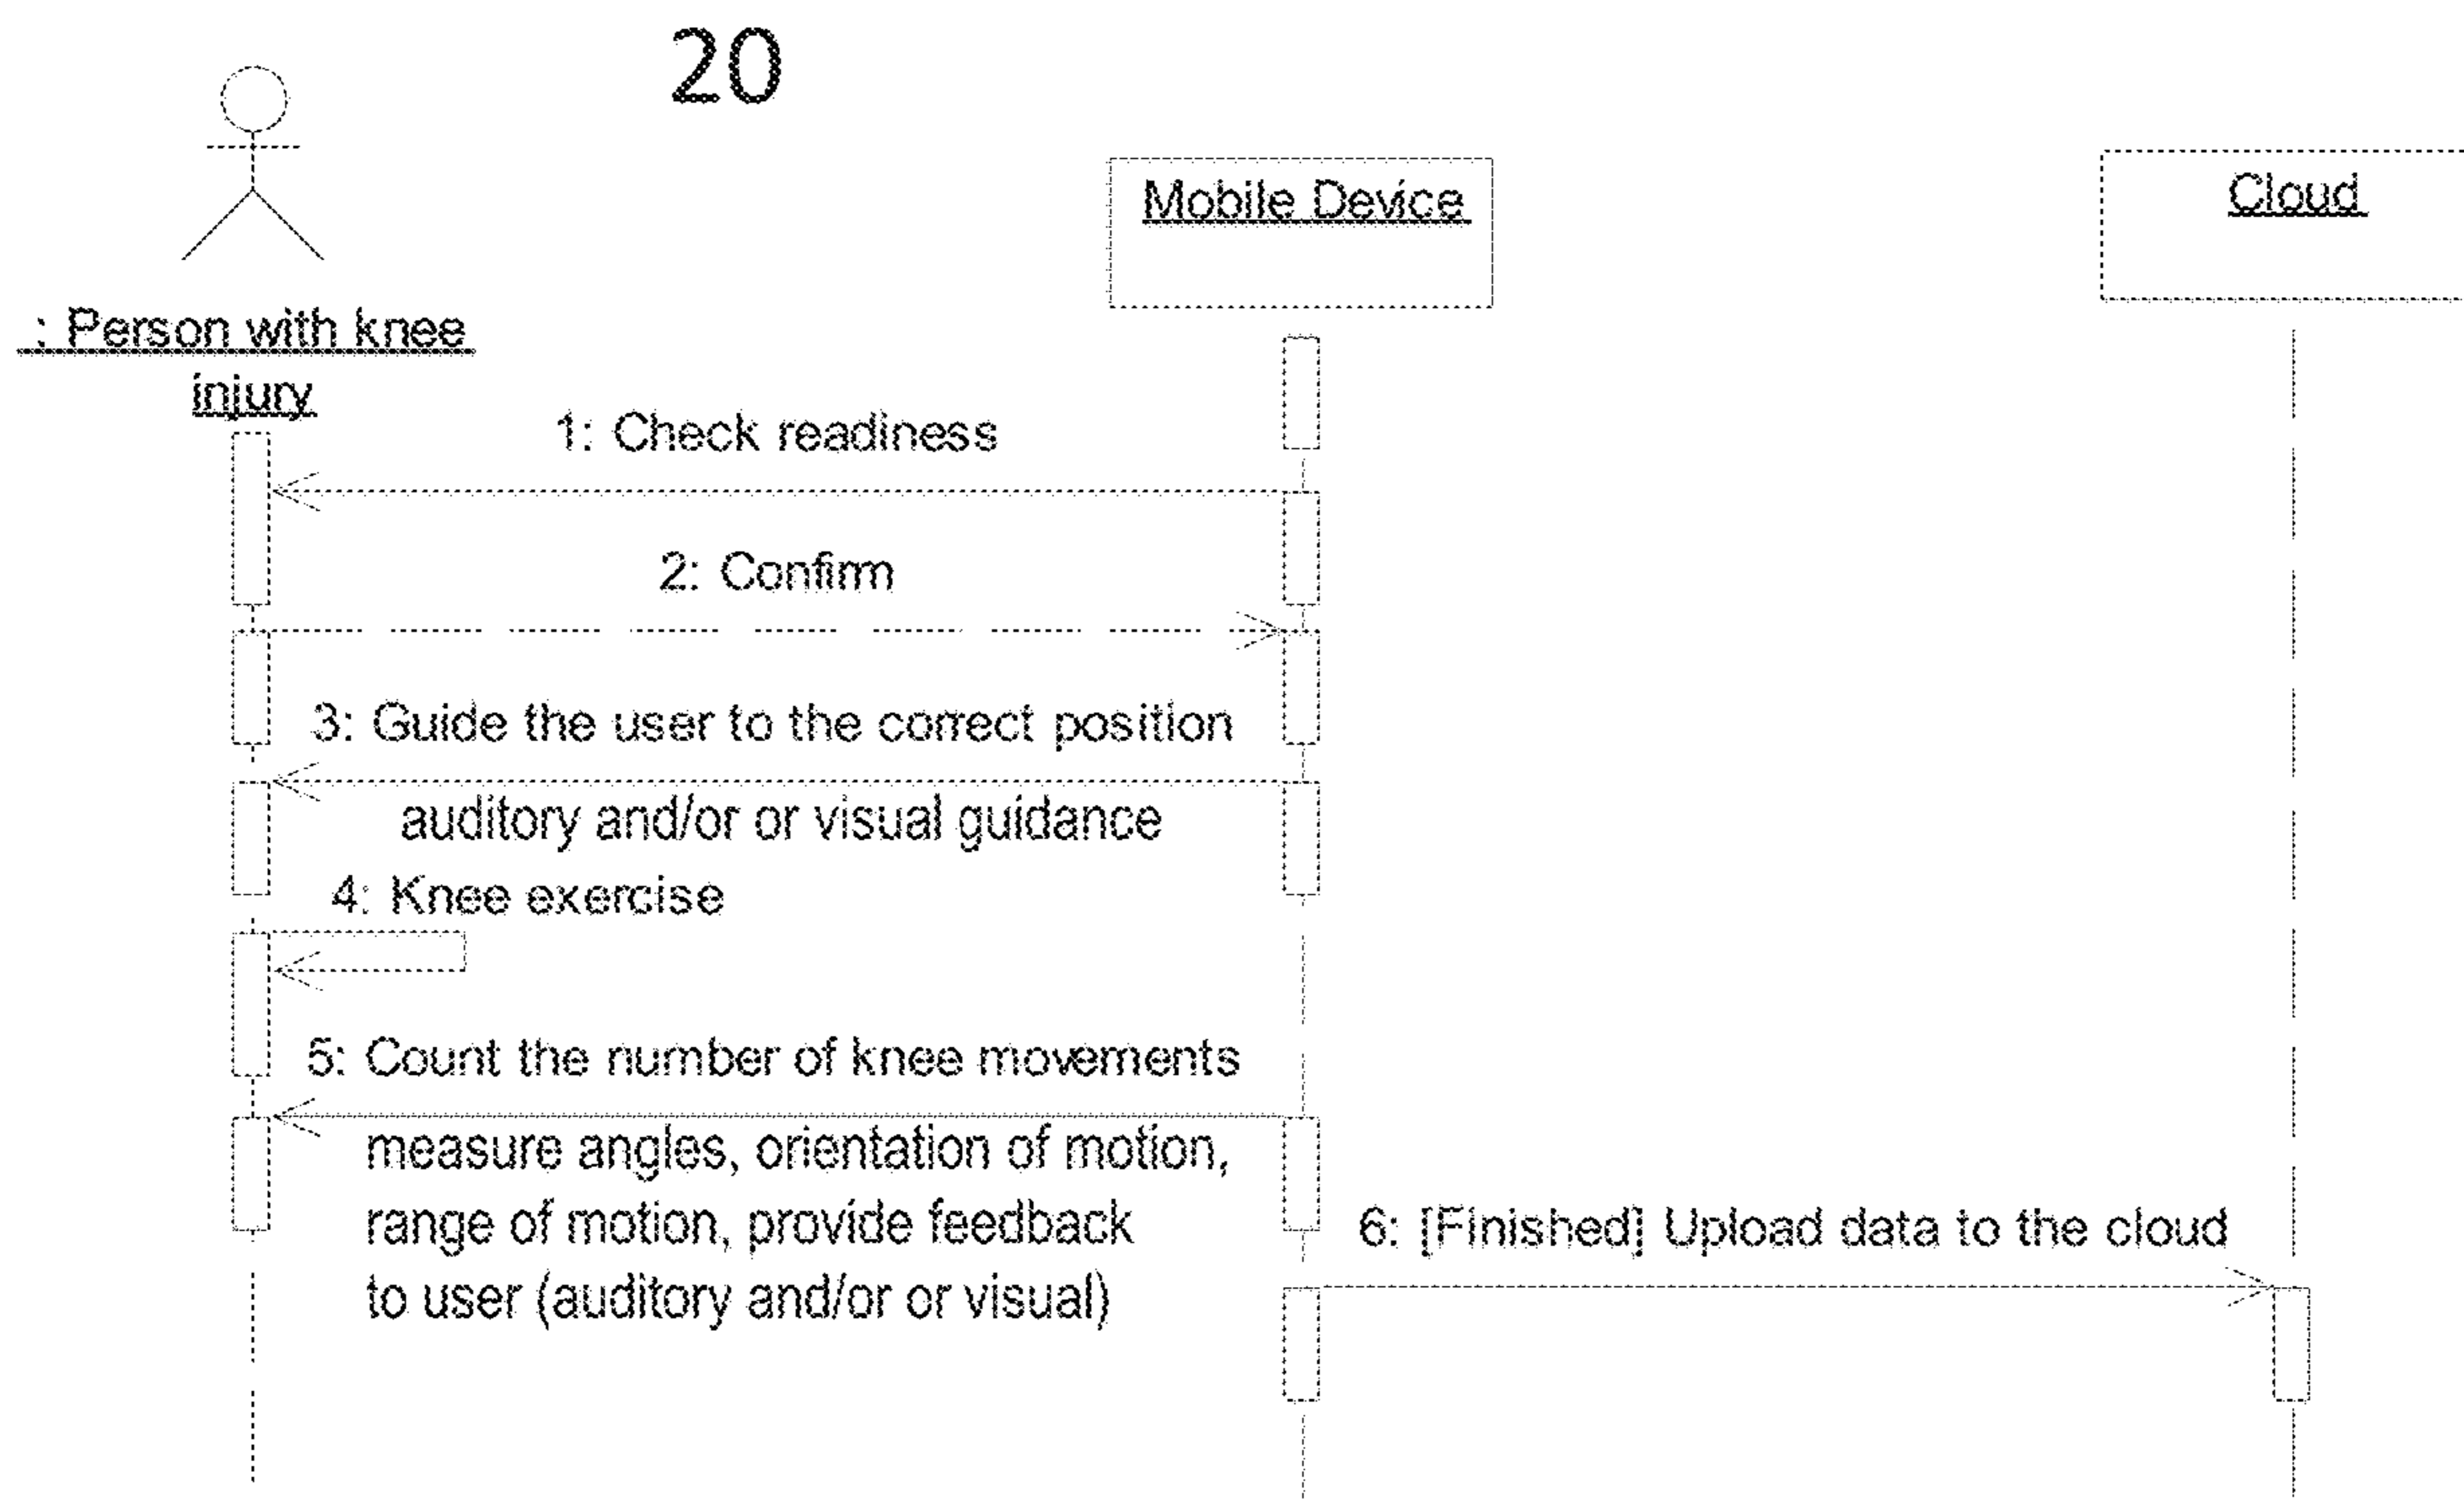 20
Mobile Device
Cloud
: Person with knee
injury
1: Check readiness
2: Confirm
3: Guide the user to the correct position
auditory and/or or visual guidance
4: Knee exercise
5: Count the number of knee movements
measure angles, orientation of motion,
range of motion, provide feedback
to user (auditory and/or or visual)
6: [Finished] Upload data to the cloud